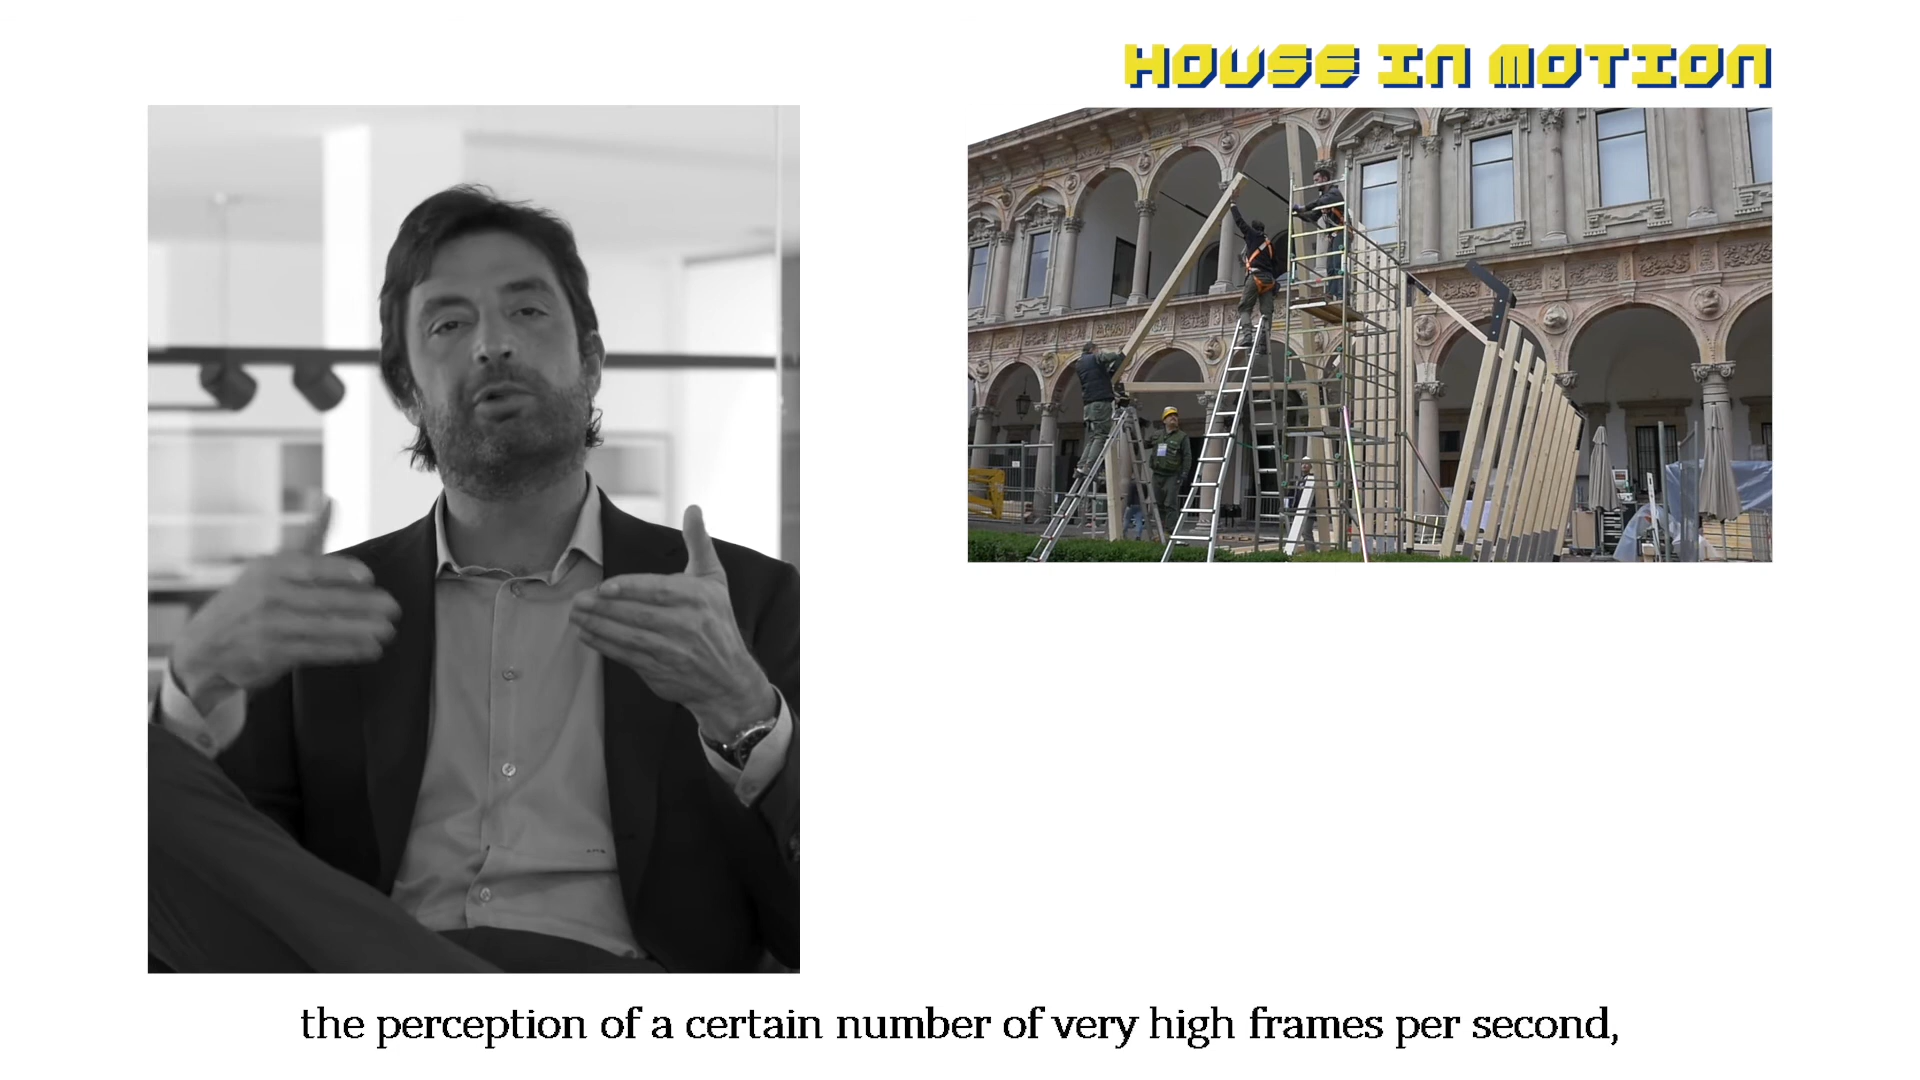 HOUSE IN MOTION
the perception of a certain number of very high frames per second,